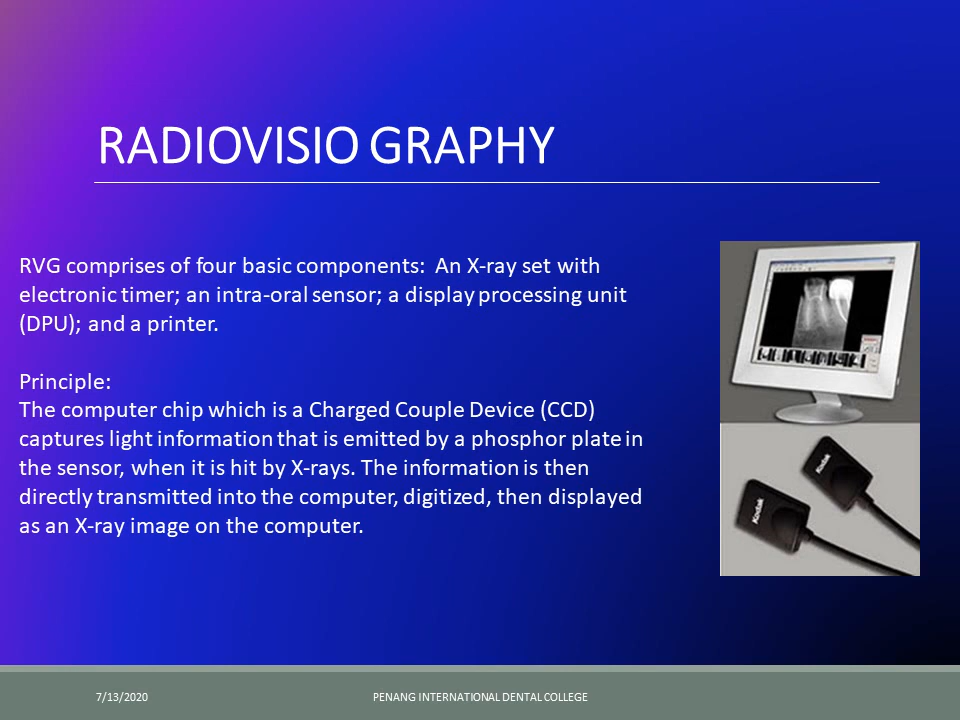 RADIOVISIO GRAPHY
RVG comprises of four basic components:  An X-ray set with
electronic timer; an intra-oral sensor; a display processing unit
(DPU); and a printer.
Principle:
The computer chip which is a Charged Couple Device (CCD)
captures light information that is emitted by a phosphor plate in
the sensor, when it is hit by X-rays. The information is then
directly transmitted into the computer, digitized, then displayed
as an X-ray image on the computer.
Kodak
Kodak
7/13/2020
PENANG INTERNATIONAL DENTAL COLLEGE